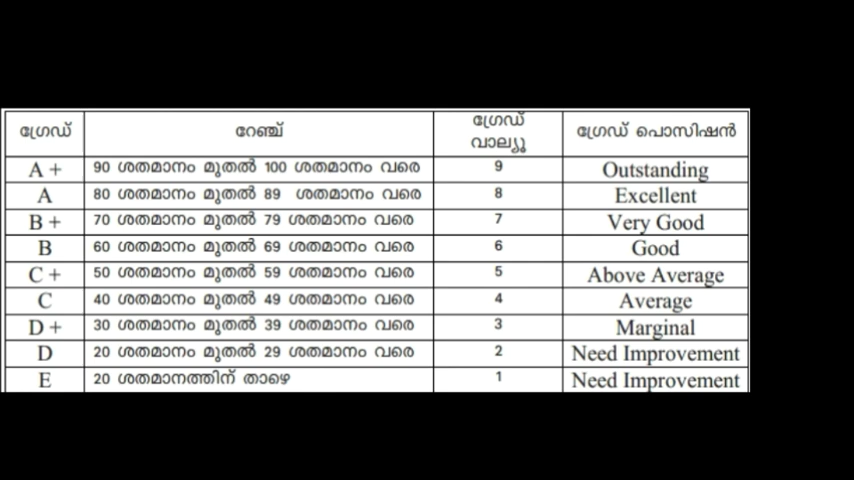 ഗ്രേഡ് റേഞ്ച് ഗ്രേഡ് വാല്യൂ ഗ്രേഡ് പൊസിഷൻ
A + 90 ശതമാനം മുതൽ 100 ശതമാനം വരെ 9 Outstanding
A 80 ശതമാനം മുതൽ 89 ശതമാനം വരെ 8 Excellent
B + 70 ശതമാനം മുതൽ 79 ശതമാനം വരെ 7 Very Good
B 60 ശതമാനം മുതൽ 69 ശതമാനം വരെ 6 Good
C + 50 ശതമാനം മുതൽ 59 ശതമാനം വരെ 5 Above Average
C 40 ശതമാനം മുതൽ 49 ശതമാനം വരെ 4 Average
D + 30 ശതമാനം മുതൽ 39 ശതമാനം വരെ 3 Marginal
D 20 ശതമാനം മുതൽ 29 ശതമാനം വരെ 2 Need Improvement
E 20 ശതമാനത്തിന് താഴെ 1 Need Improvement